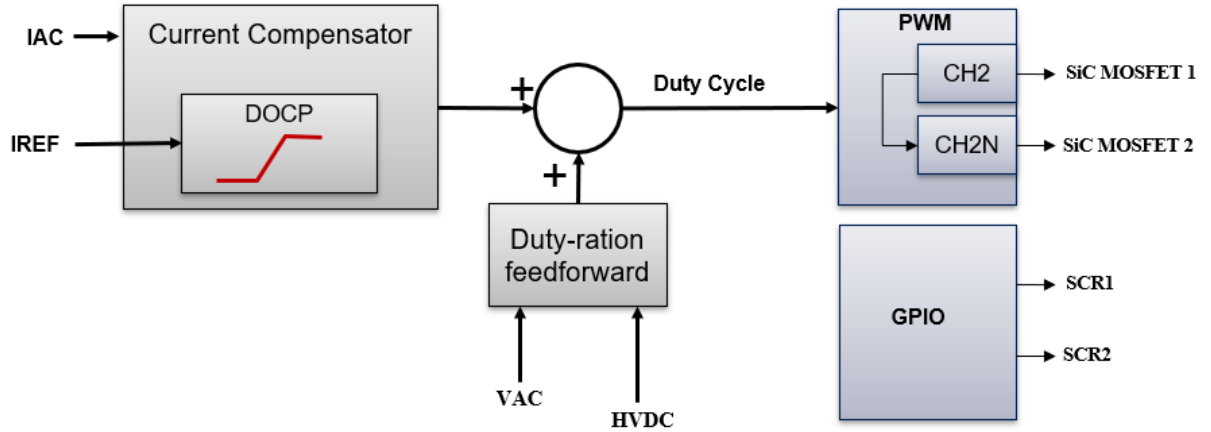 IAC
Current Compensator
DOCP
IREF
+
+
Duty Cycle
PWM
CH2
CH2N
SiC MOSFET 1
SiC MOSFET 2
Duty-ration
feedforward
VAC
HVDC
GPIO
SCR1
SCR2